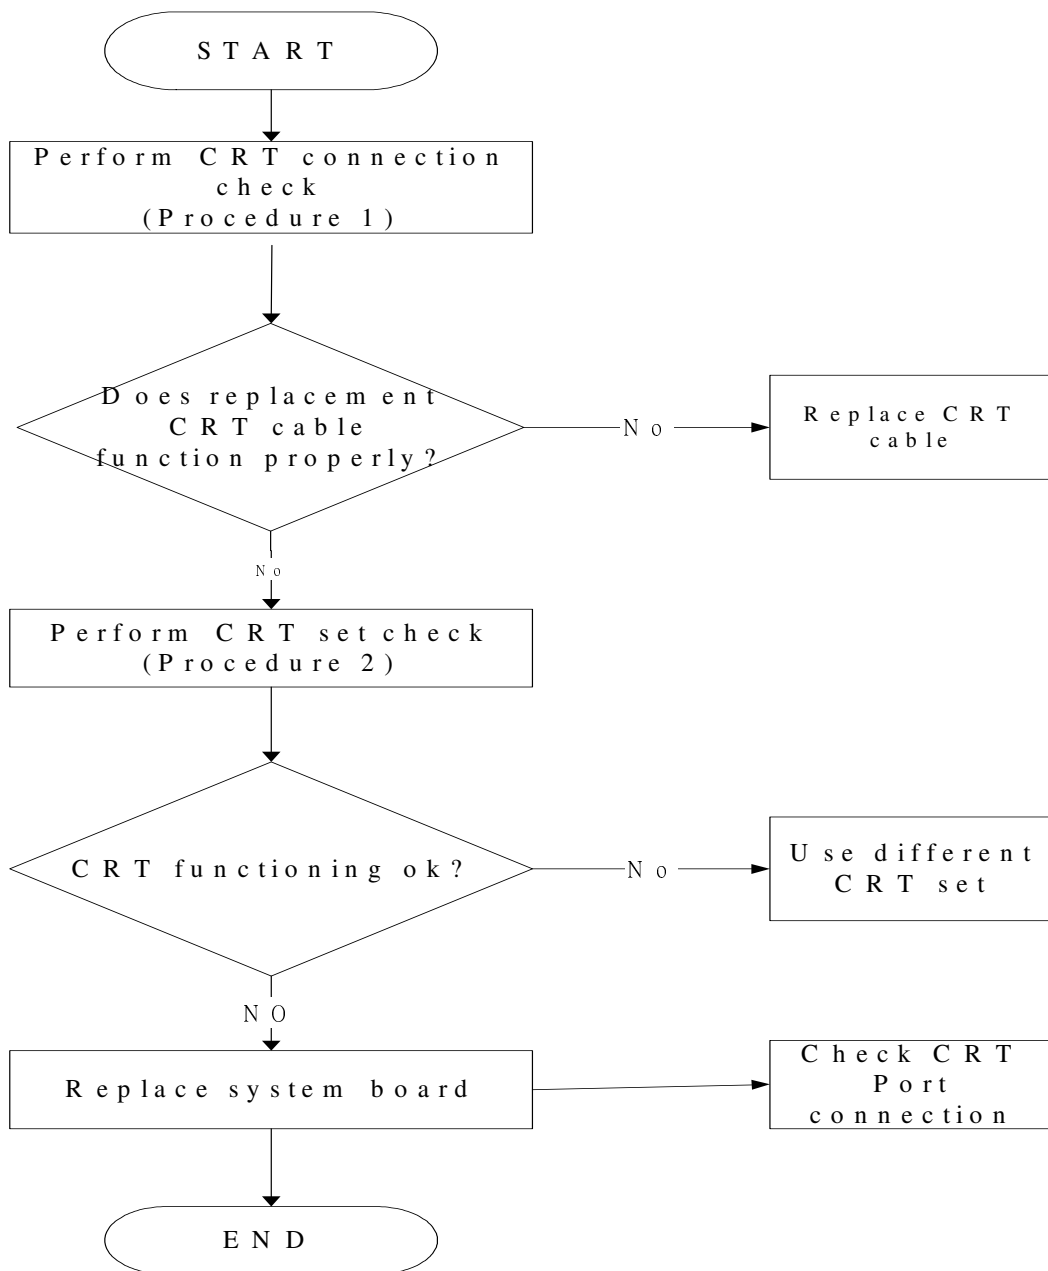 START
Perform CRT connection
check
(Procedure 1)
Does replacement
CRT cable
function properly?
No
Replace CRT
cable
No
Perform CRT set check
(Procedure 2)
CRT functioning ok?
No
Use different
CRT set
NO
Replace system board
Check CRT
Port
connection
END